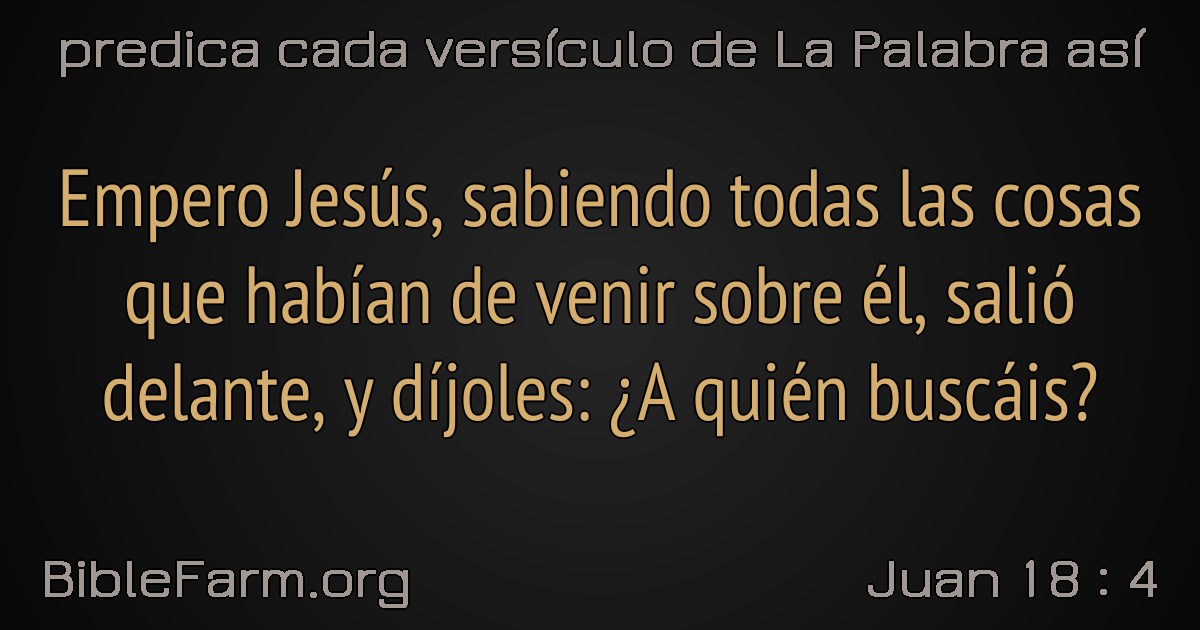 predica cada versículo de La Palabra así
Empero Jesús, sabiendo todas las cosas
que habían de venir sobre él, salió
delante, y díjoles: ¿A quién buscáis?
BibleFarm.org
Juan 18 : 4